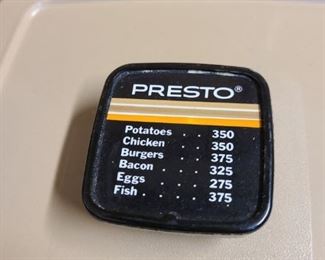 PRESTO®
Potatoes . . 350
Chicken . . 350
Burgers . . 375
Bacon . . . 325
Eggs . . . 275
Fish . . . . 375